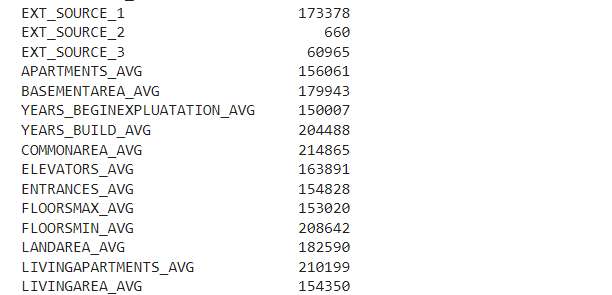 EXT_SOURCE_1 173378
EXT_SOURCE_2 660
EXT_SOURCE_3 60965
APARTMENTS_AVG 156061
BASEMENTAREA_AVG 179943
YEARS_BEGINEXPLUATATION_AVG 150007
YEARS_BUILD_AVG 204488
COMMONAREA_AVG 214865
ELEVATORS_AVG 163891
ENTRANCES_AVG 154828
FLOORSMAX_AVG 153020
FLOORSMIN_AVG 208642
LANDAREA_AVG 182590
LIVINGAPARTMENTS_AVG 210199
LIVINGAREA_AVG 154350